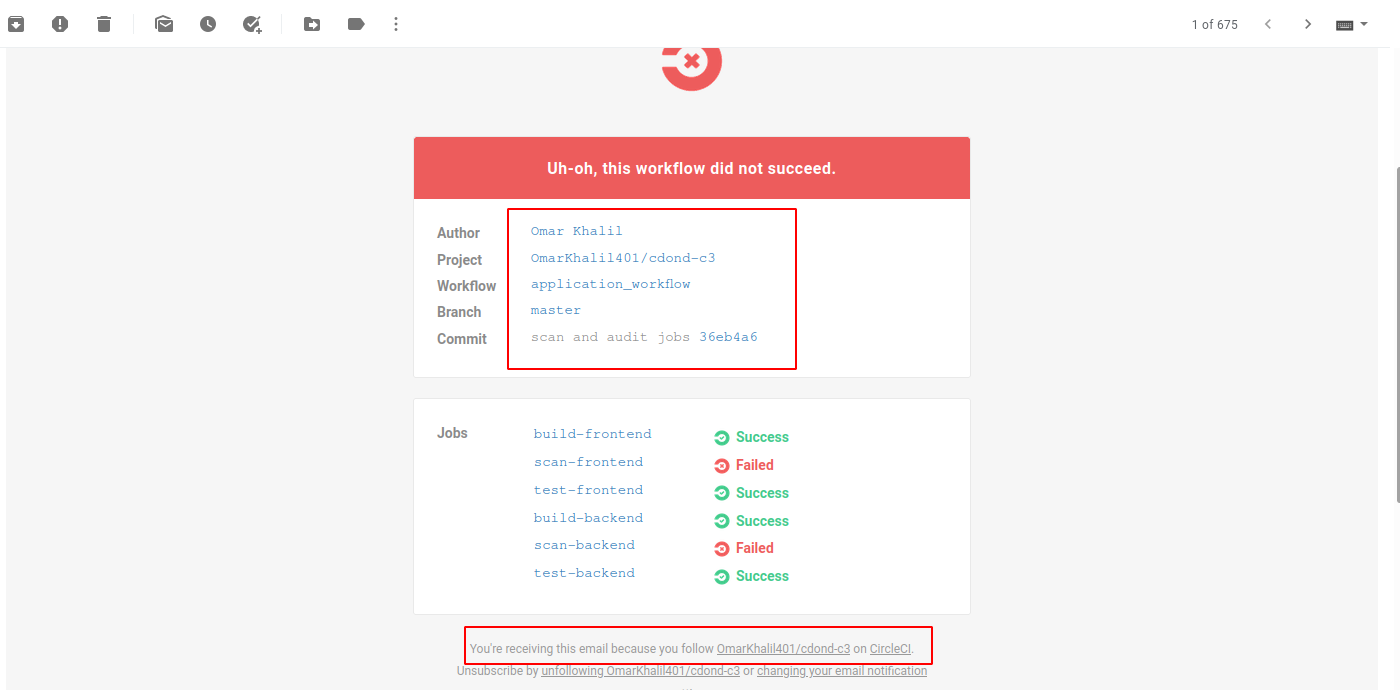 1 of 675
Uh-oh, this workflow did not succeed.
Author Omar Khalil
Project OmarKhalil401/cdond-c3
Workflow application_workflow
Branch master
Commit scan and audit jobs 36eb4a6
Jobs build-frontend Success
scan-frontend Failed
test-frontend Success
build-backend Success
scan-backend Failed
test-backend Success
You're receiving this email because you follow OmarKhalil401/cdond-c3 on CircleCI.
Unsubscribe by unfollowing OmarKhalil401/cdond-c3 or changing your email notification